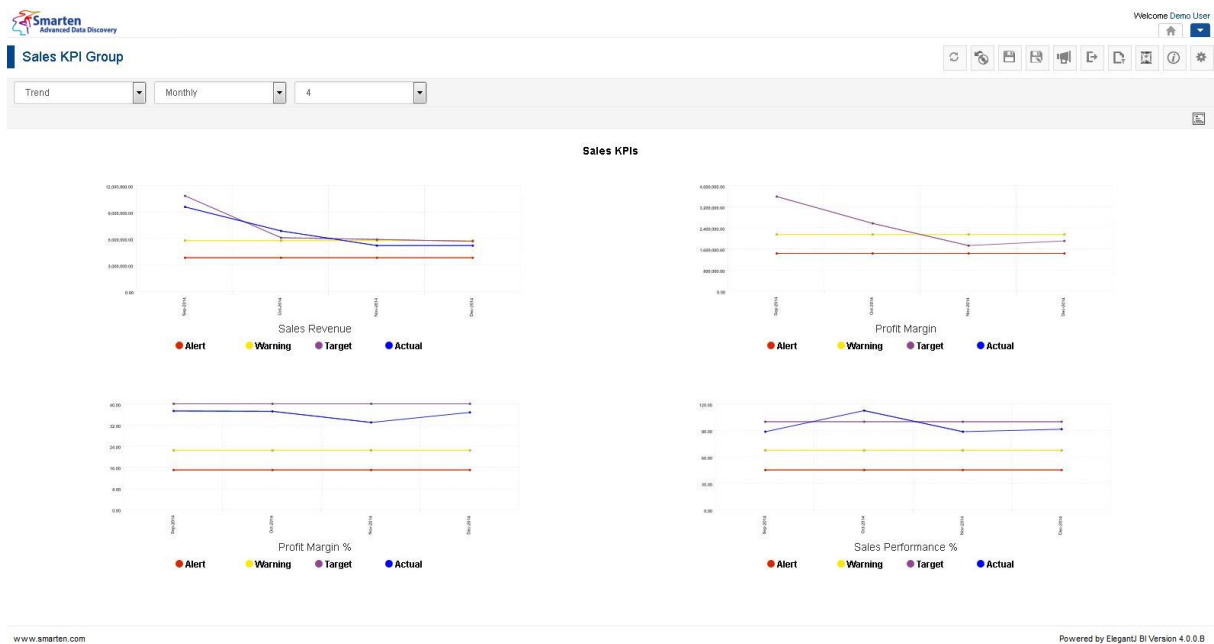 Smarten
Advanced Data Discovery
Welcome Demo User
Sales KPI Group
Trend
Monthly
4
Sales KPIs
12,000,000.00
9,000,000.00
6,000,000.00
3,000,000.00
0.00
Sep-2014
Oct-2014
Nov-2014
Dec-2014
Sales Revenue
Alert Warning Target Actual
4,000,000.00
3,200,000.00
2,400,000.00
1,600,000.00
800,000.00
0.00
Sep-2014
Oct-2014
Nov-2014
Dec-2014
Profit Margin
Alert Warning Target Actual
40.00
32.00
24.00
16.00
8.00
0.00
Sep-2014
Oct-2014
Nov-2014
Dec-2014
Profit Margin %
Alert Warning Target Actual
120.00
90.00
60.00
30.00
0.00
Sep-2014
Oct-2014
Nov-2014
Dec-2014
Sales Performance %
Alert Warning Target Actual
www.smarten.com
Powered by ElegantJ BI Version 4.0.0.B